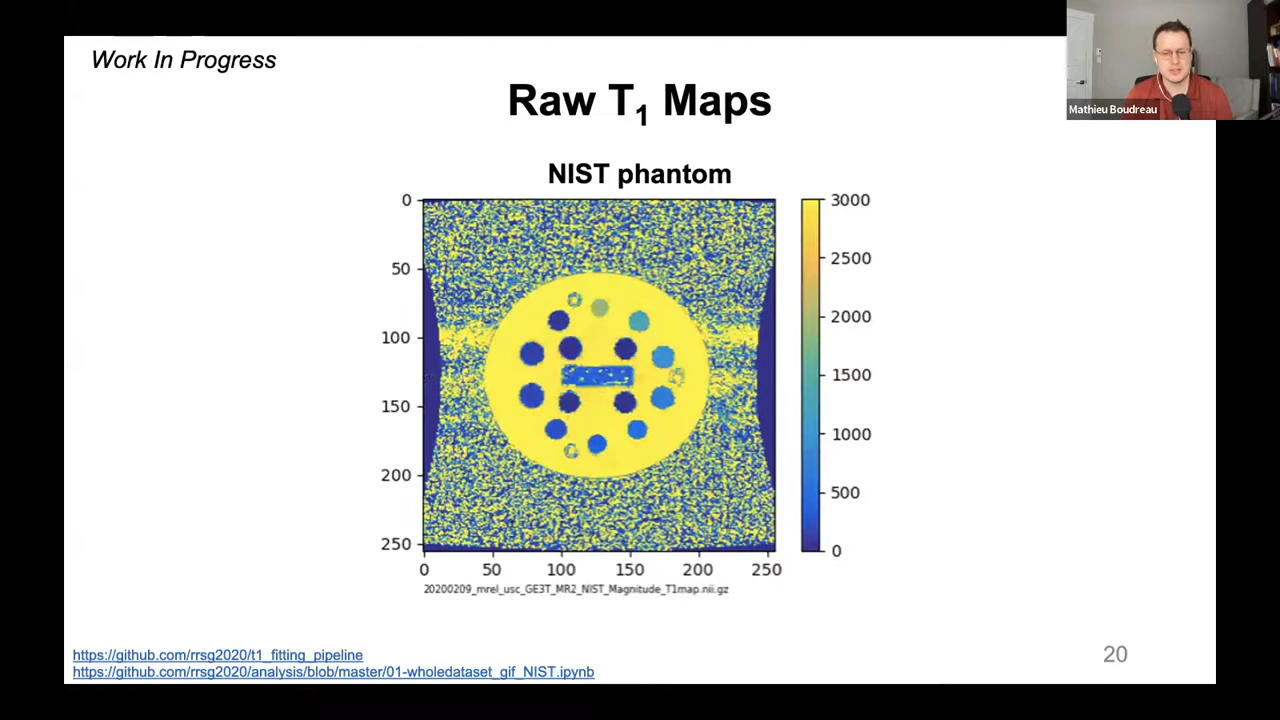 Work In Progress
Raw T1 Maps
Mathieu Boudreau
NIST phantom
0
50
100
150
200
250
0
50
100
150
200
250
3000
2500
2000
1500
1000
500
0
20200209_mrel_usc_GE3T_MR2_NIST_Magnitude_T1map.nii.gz
https://github.com/rrsg2020/t1_fitting_pipeline
https://github.com/rrsg2020/analysis/blob/master/01-wholedataset_gif_NIST.ipynb
20